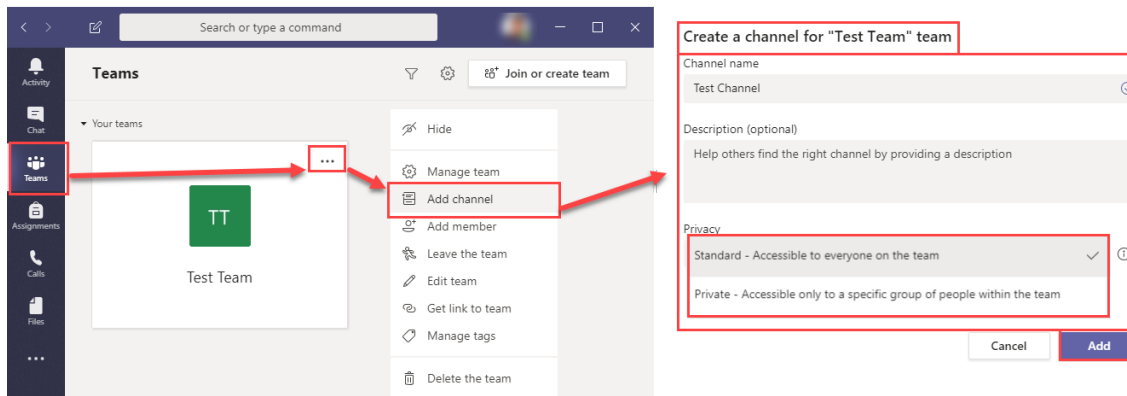 Search or type a command
Activity
Chat
Teams
Assignments
Calls
Files
Teams
Join or create team
Your teams
TT
Test Team
Hide
Manage team
Add channel
Add member
Leave the team
Edit team
Get link to team
Manage tags
Delete the team
Create a channel for "Test Team" team
Channel name
Test Channel
Description (optional)
Help others find the right channel by providing a description
Privacy
Standard - Accessible to everyone on the team
Private - Accessible only to a specific group of people within the team
Cancel
Add